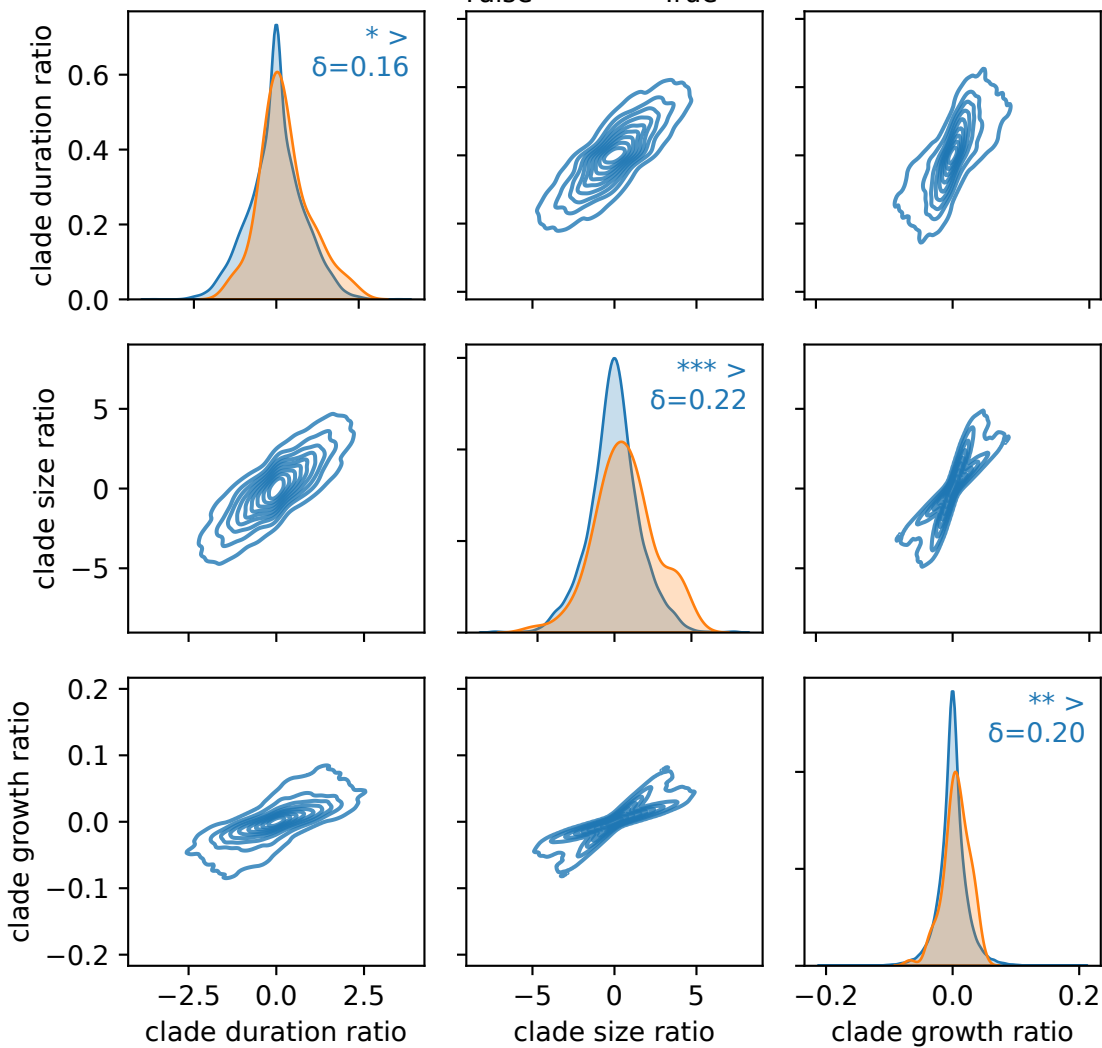 clade duration ratio
0.6
0.4
0.2
0.0
* >
δ=0.16
clade size ratio
5
0
−5
*** >
δ=0.22
clade growth ratio
0.2
0.1
0.0
−0.1
−0.2
** >
δ=0.20
−2.5 0.0 2.5
−5 0 5
−0.2 0.0 0.2
clade duration ratio
clade size ratio
clade growth ratio